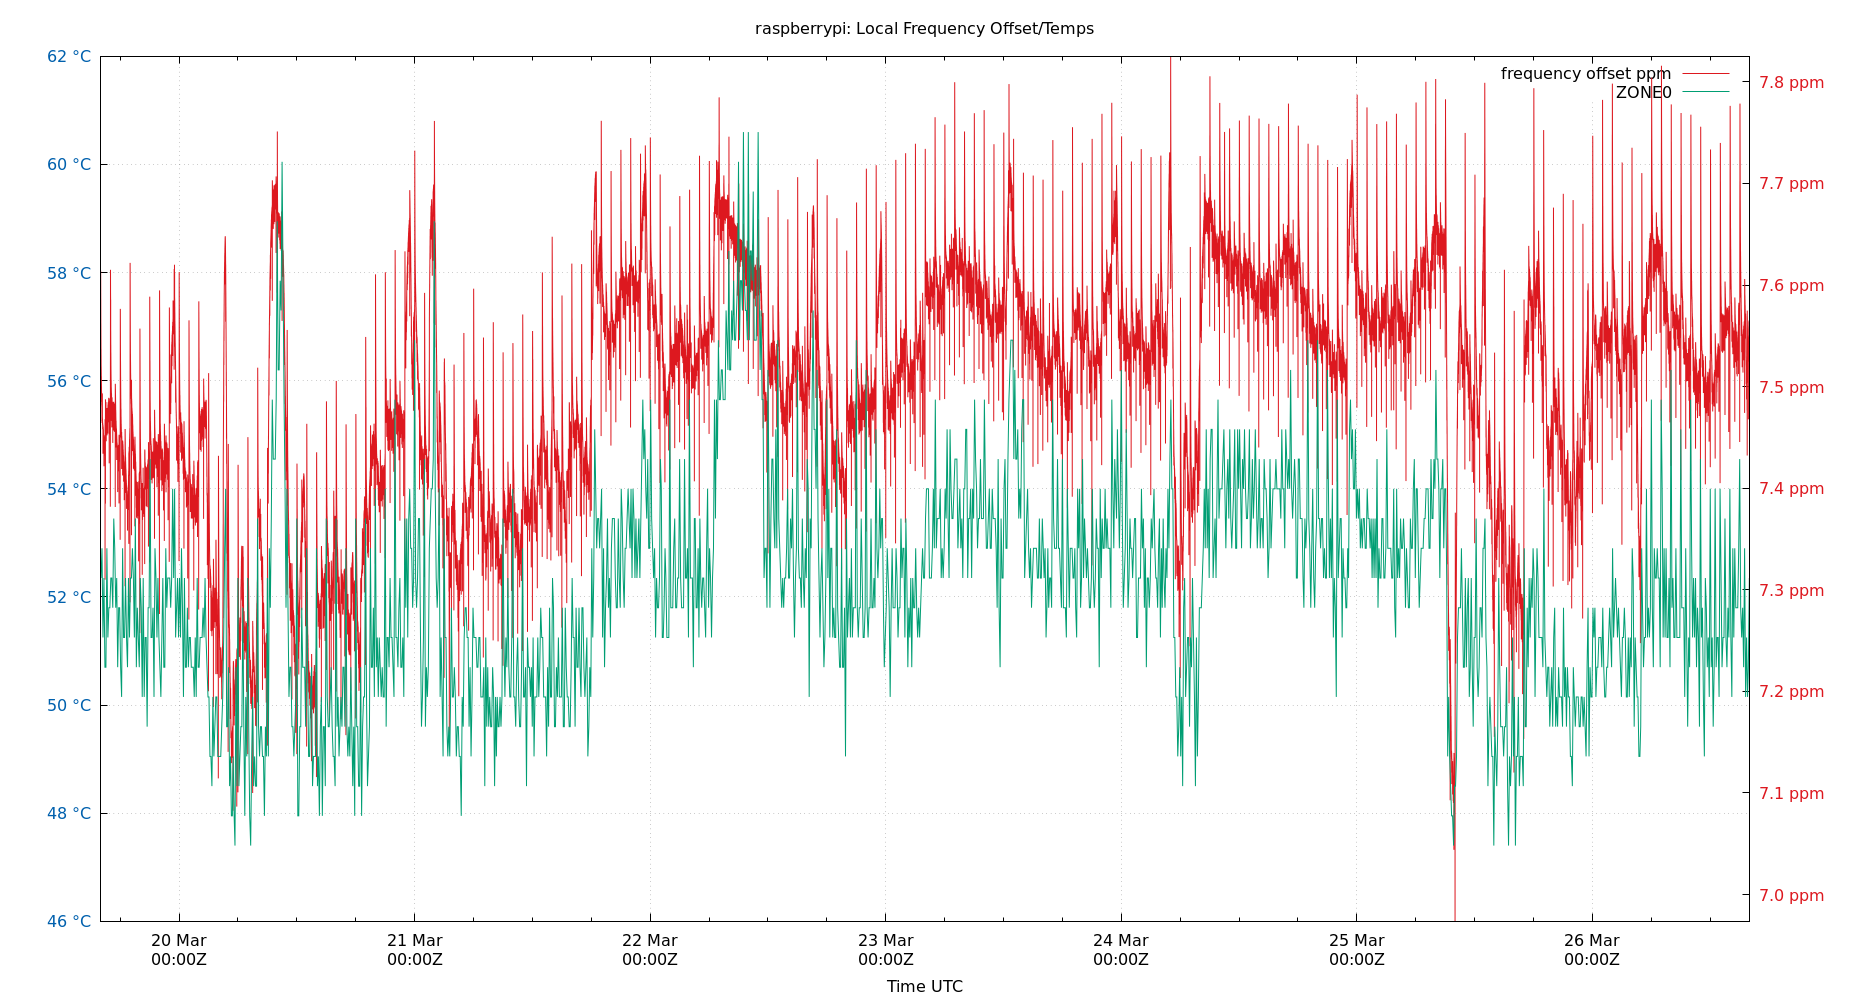 raspberrypi: Local Frequency Offset/Temps
frequency offset ppm
ZONE0
62 °C
60 °C
58 °C
56 °C
54 °C
52 °C
50 °C
48 °C
46 °C
7.8 ppm
7.7 ppm
7.6 ppm
7.5 ppm
7.4 ppm
7.3 ppm
7.2 ppm
7.1 ppm
7.0 ppm
20 Mar
00:00Z
21 Mar
00:00Z
22 Mar
00:00Z
23 Mar
00:00Z
24 Mar
00:00Z
25 Mar
00:00Z
26 Mar
00:00Z
Time UTC